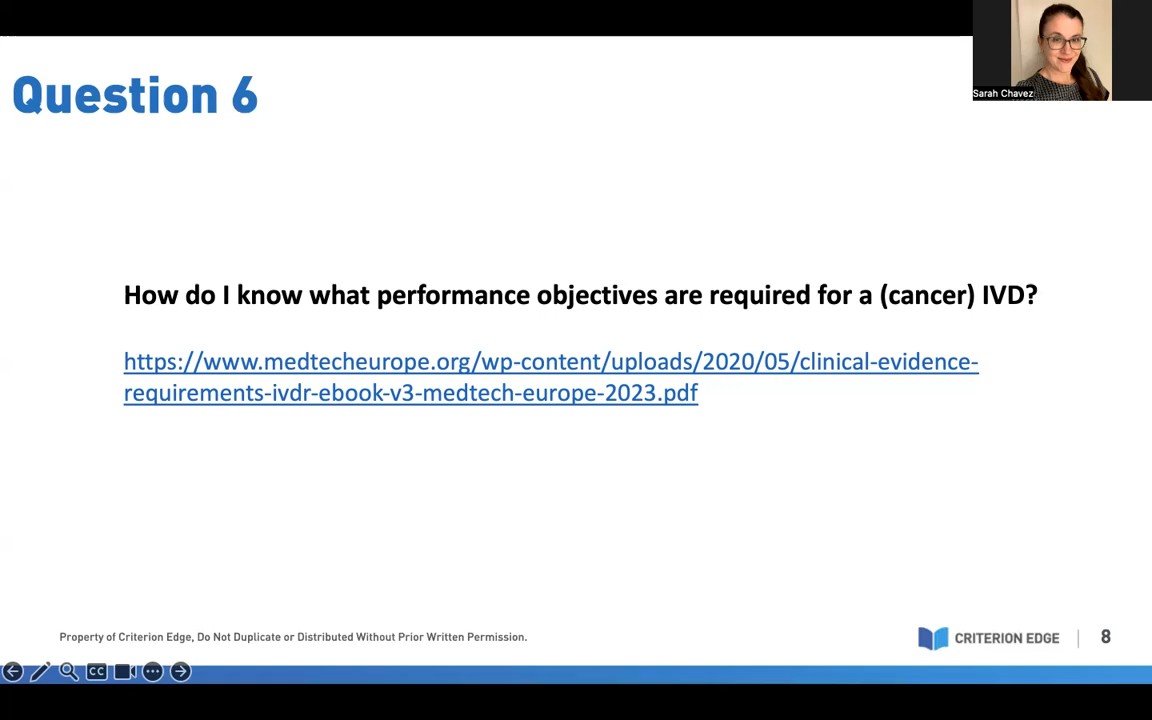 Sarah Chavez
Question 6
How do I know what performance objectives are required for a (cancer) IVD?
https://www.medtecheurope.org/wp-content/uploads/2020/05/clinical-evidence-
requirements-ivdr-ebook-v3-medtech-europe-2023.pdf
Property of Criterion Edge, Do Not Duplicate or Distributed Without Prior Written Permission.
CRITERION EDGE
8
CC